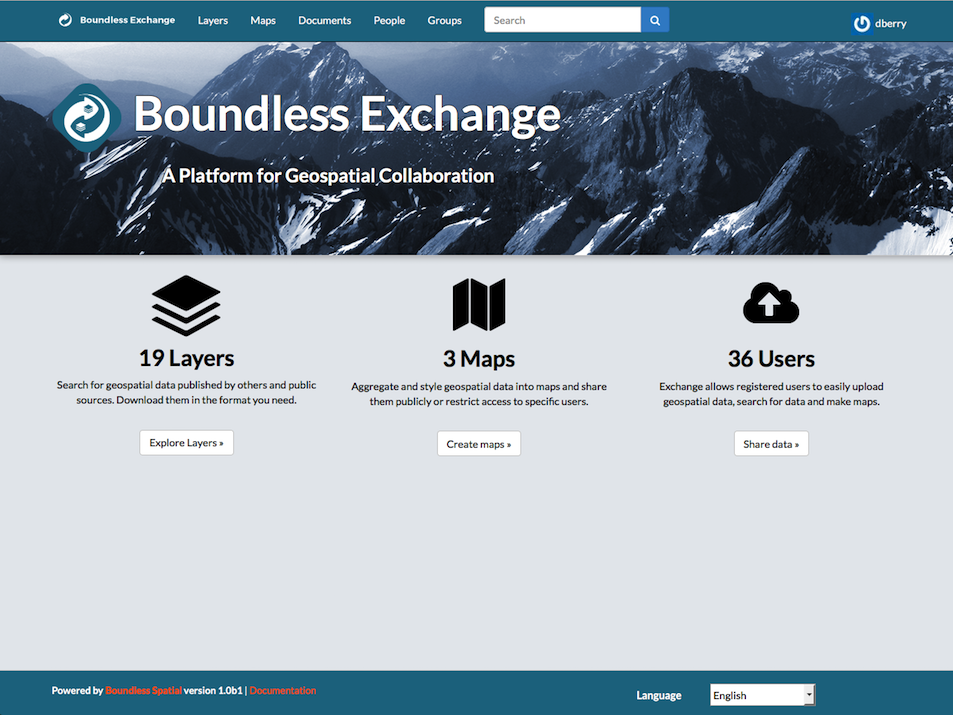 Boundless Exchange Layers Maps Documents People Groups Search dberry
Boundless Exchange
A Platform for Geospatial Collaboration
19 Layers
Search for geospatial data published by others and public
sources. Download them in the format you need.
Explore Layers »
3 Maps
Aggregate and style geospatial data into maps and share
them publicly or restrict access to specific users.
Create maps »
36 Users
Exchange allows registered users to easily upload
geospatial data, search for data and make maps.
Share data »
Powered by Boundless Spatial version 1.0b1 | Documentation
Language English